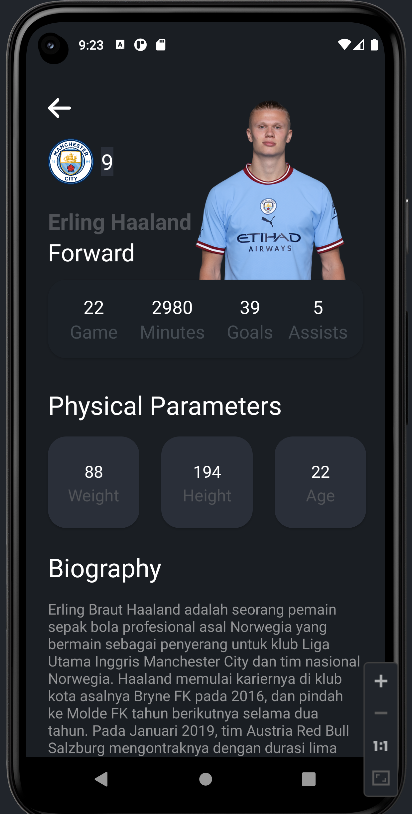 9:23
MANCHESTER
CITY
9
Erling Haaland
Forward
ETIHAD
AIRWAYS
22 2980 39 5
Game Minutes Goals Assists
Physical Parameters
88 194 22
Weight Height Age
Biography
Erling Braut Haaland adalah seorang pemain
sepak bola profesional asal Norwegia yang
bermain sebagai penyerang untuk klub Liga
Utama Inggris Manchester City dan tim nasional
Norwegia. Haaland memulai kariernya di klub
kota asalnya Bryne FK pada 2016, dan pindah
ke Molde FK tahun berikutnya selama dua
tahun. Pada Januari 2019, tim Austria Red Bull
Salzburg mengontraknya dengan durasi lima
1:1